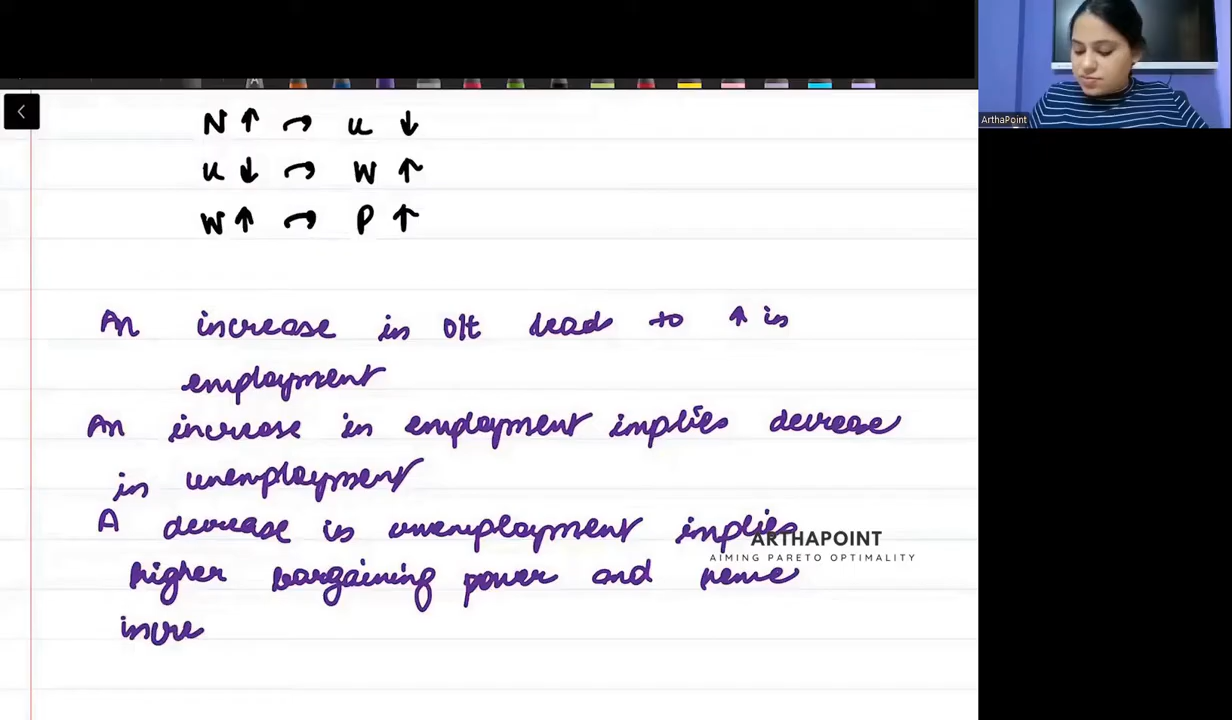 N ↑ → u ↓
u ↓ → W ↑
W ↑ → P ↑
An increase in o/t lead to ↑ in
employment
An increase in employment implies decrease
in unemployment
A decrease in unemployment implies
higher bargaining power and hence
incre
ARTHAPOINT
AIMING PARETO OPTIMALITY
ArthaPoint